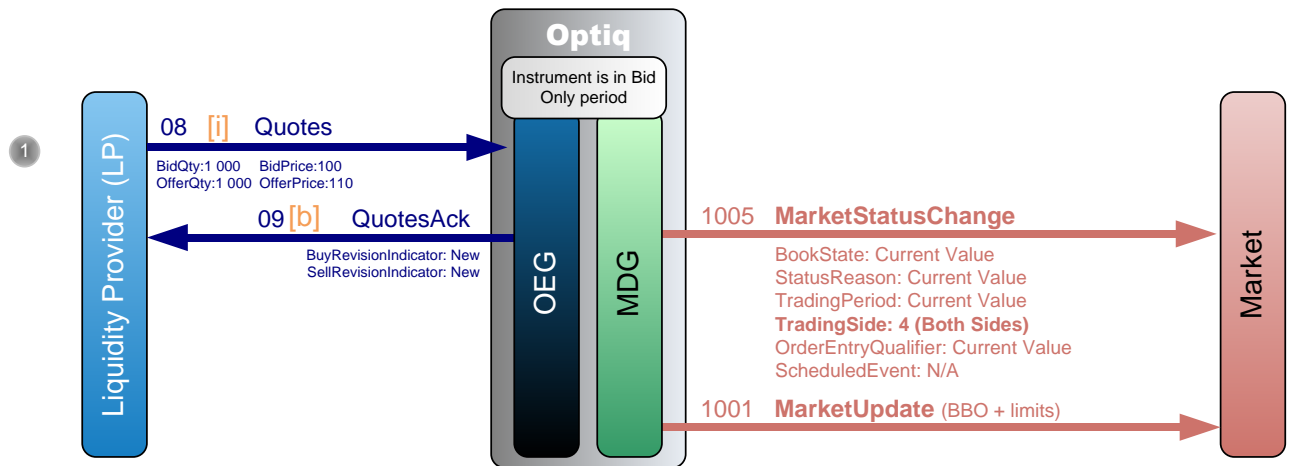 Optiq
Instrument is in Bid
Only period
1
Liquidity Provider (LP)
08 [i] Quotes
BidQty:1 000 BidPrice:100
OfferQty:1 000 OfferPrice:110
09 [b] QuotesAck
BuyRevisionIndicator: New
SellRevisionIndicator: New
OEG
MDG
1005 MarketStatusChange
BookState: Current Value
StatusReason: Current Value
TradingPeriod: Current Value
TradingSide: 4 (Both Sides)
OrderEntryQualifier: Current Value
ScheduledEvent: N/A
1001 MarketUpdate (BBO + limits)
Market